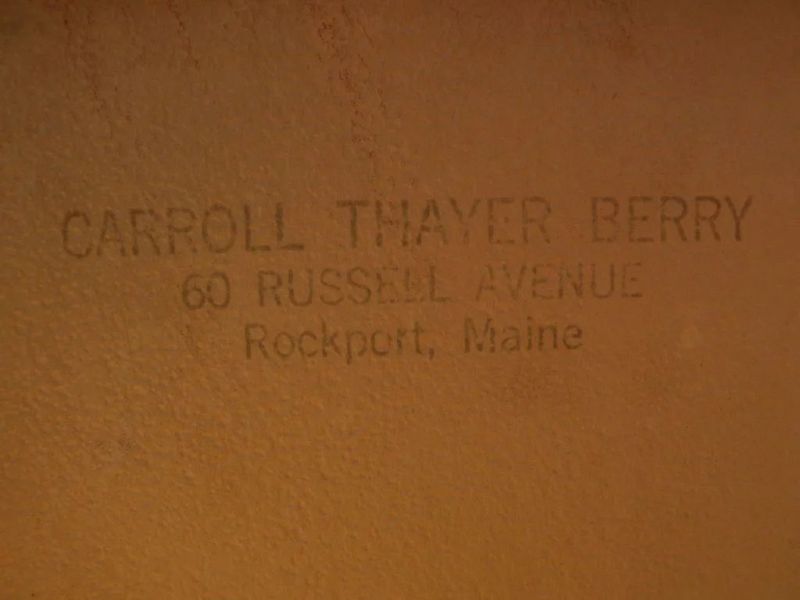 CARROLL THAYER BERRY
60 RUSSELL AVENUE
Rockport, Maine